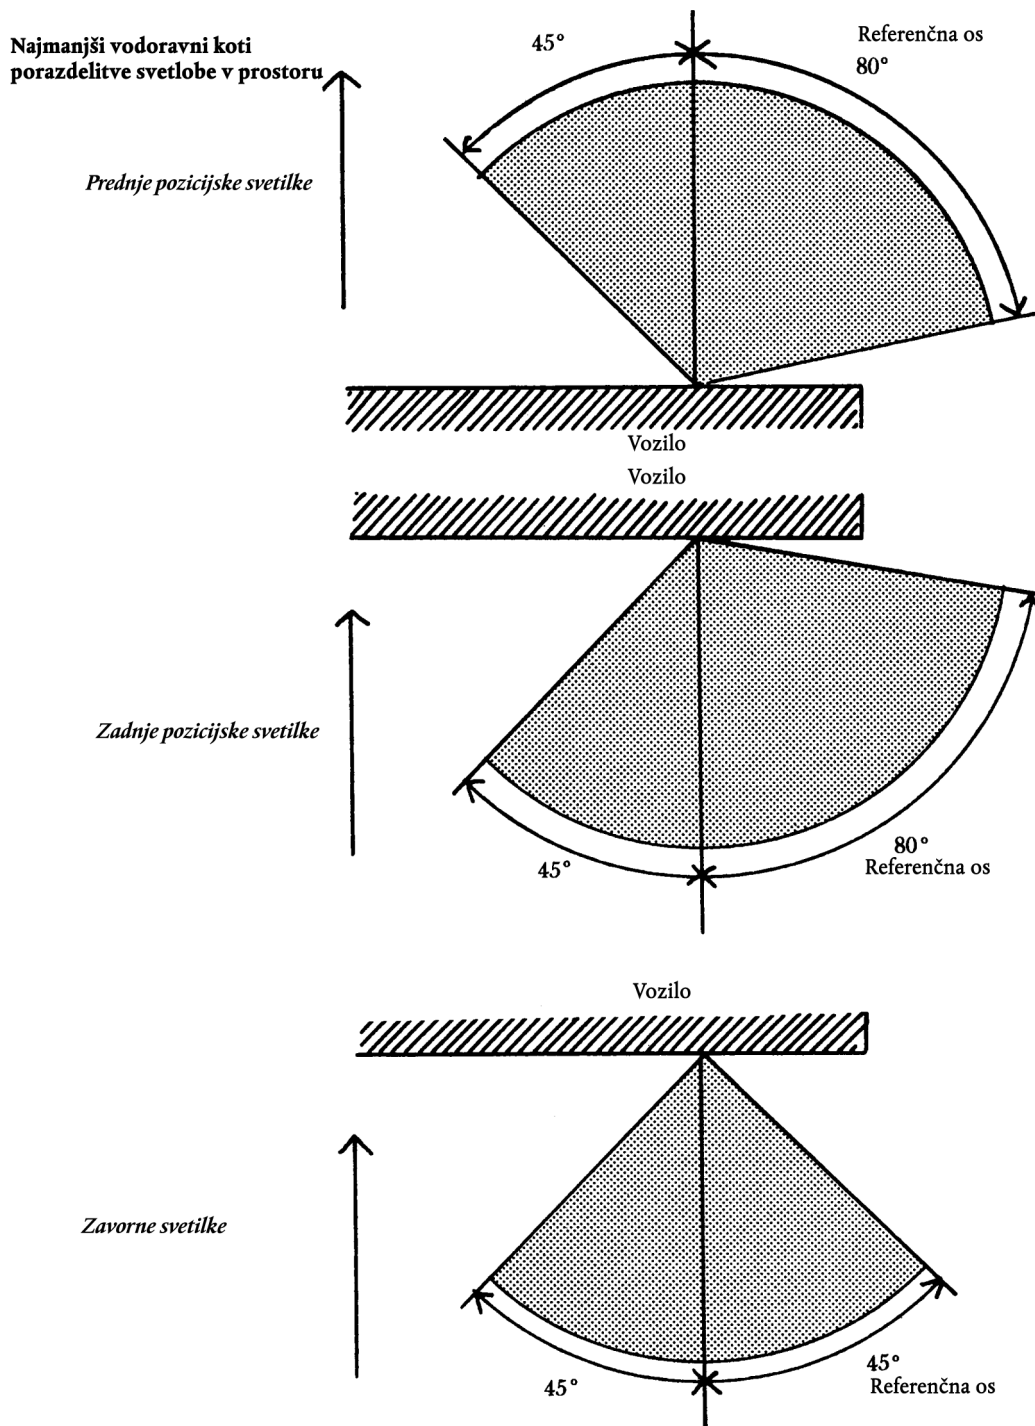 Najmanjši vodoravni koti
porazdelitve svetlobe v prostoru
45°
Referenčna os
80°
Prednje pozicijske svetilke
Vozilo
Vozilo
Zadnje pozicijske svetilke
80°
45°
Referenčna os
Vozilo
Zavorne svetilke
45°
45°
Referenčna os